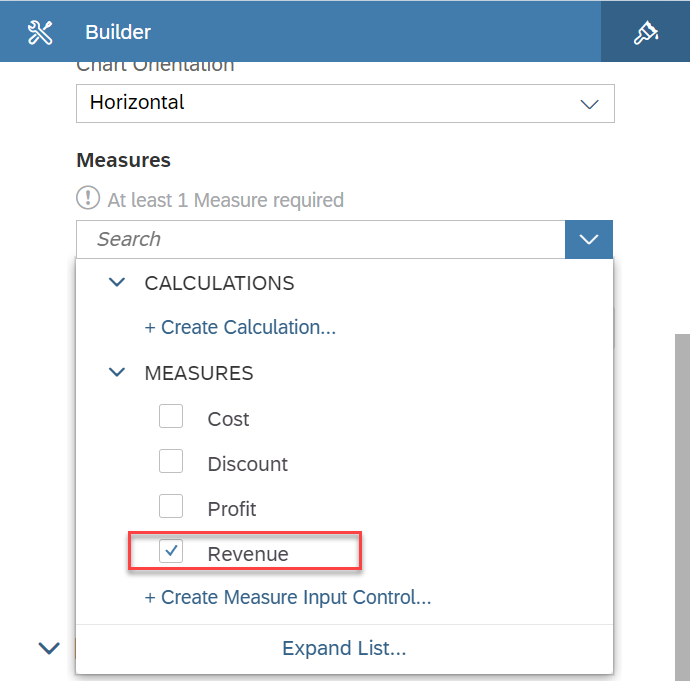 Builder
Chart Orientation
Horizontal
Measures
At least 1 Measure required
Search
CALCULATIONS
+ Create Calculation...
MEASURES
Cost
Discount
Profit
Revenue
+ Create Measure Input Control...
Expand List...